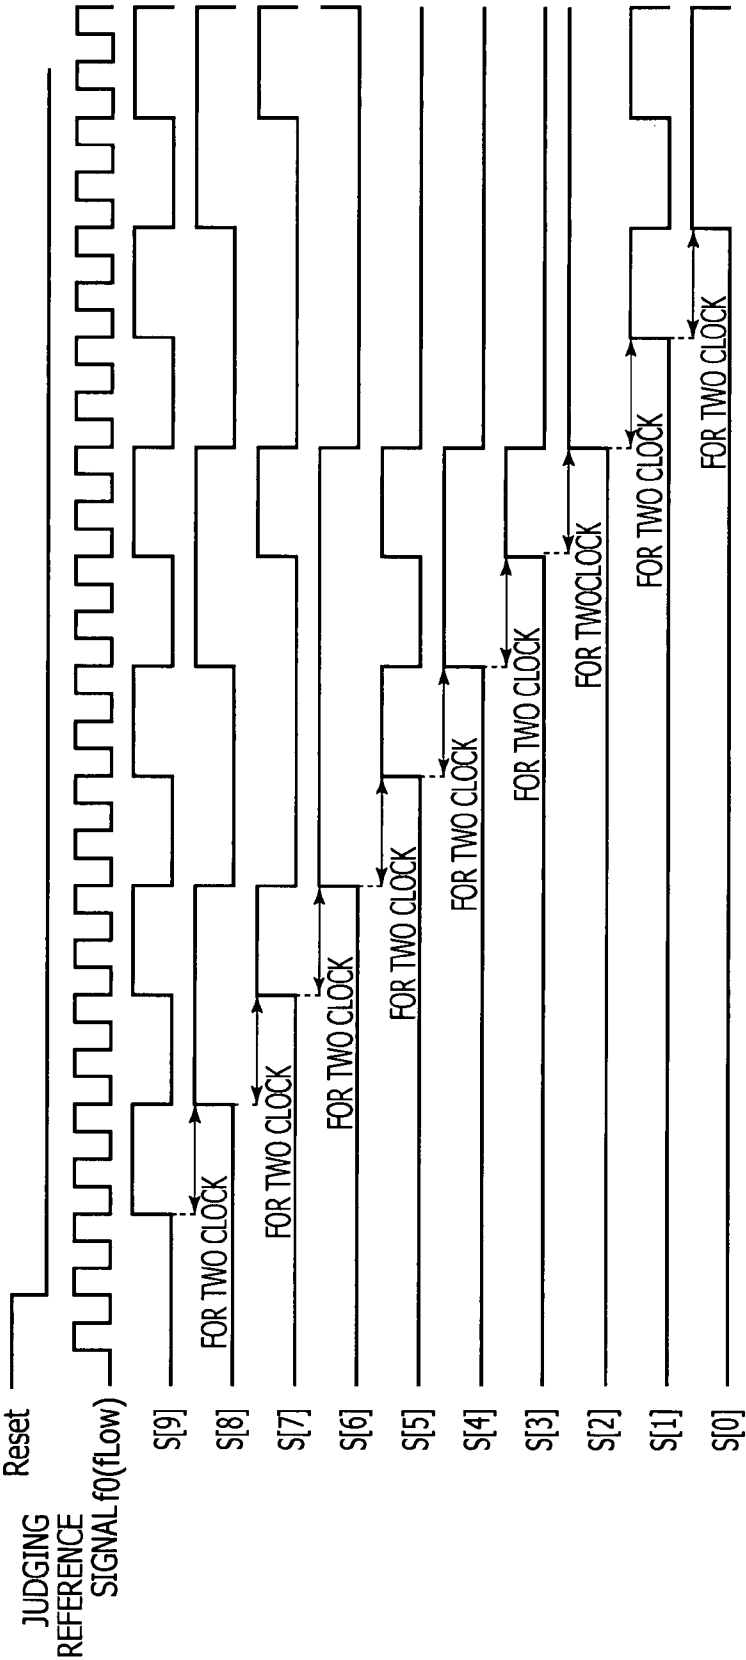 Reset
JUDGING
REFERENCE
SIGNAL f0(fLow)
S[9]
S[8]
S[7]
S[6]
S[5]
S[4]
S[3]
S[2]
S[1]
S[0]
FOR TWO CLOCK
FOR TWO CLOCK
FOR TWO CLOCK
FOR TWO CLOCK
FOR TWO CLOCK
FOR TWO CLOCK
FOR TWOCLOCK
FOR TWO CLOCK
FOR TWO CLOCK